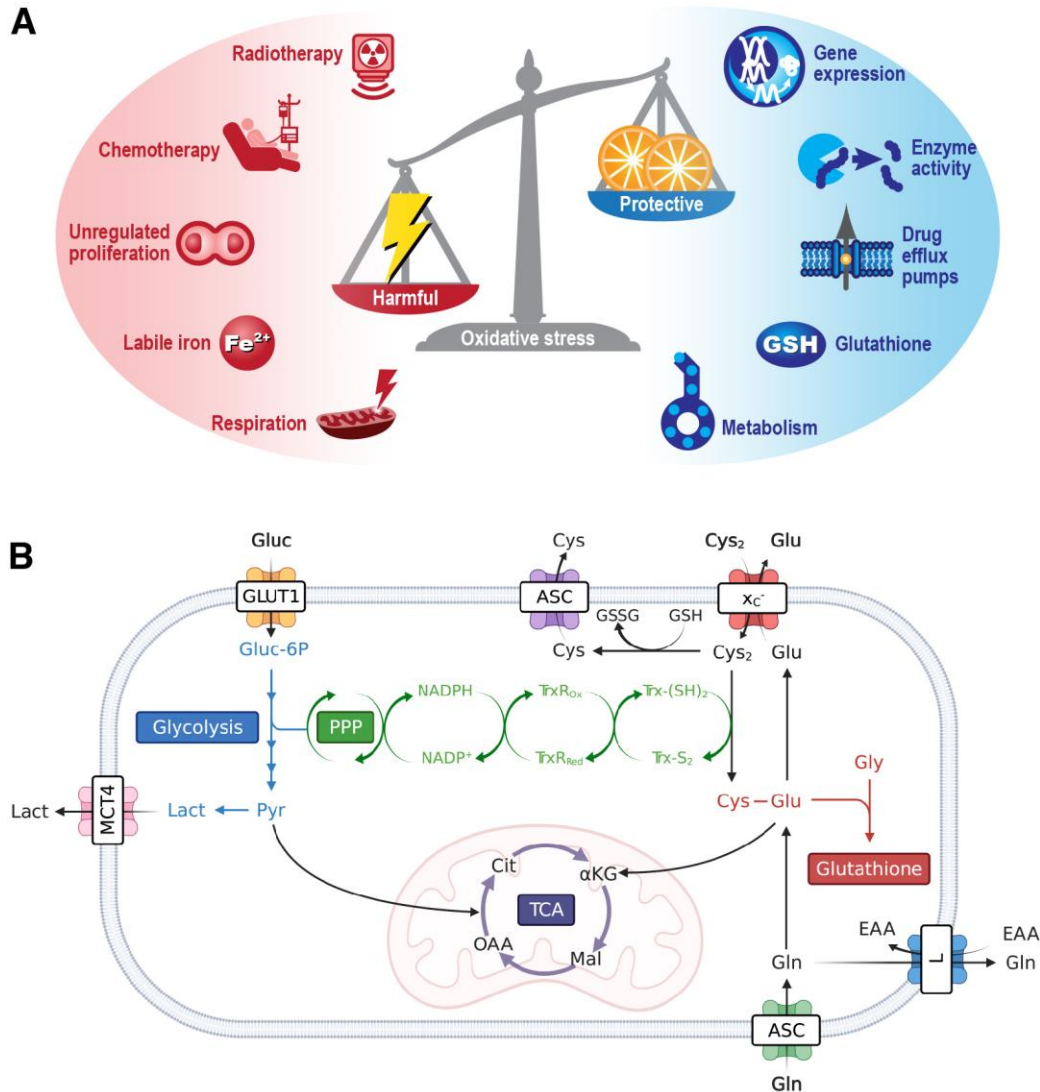 A
Radiotherapy
Chemotherapy
Unregulated
proliferation
Labile iron
Fe²⁺
Respiration
Harmful
Protective
Oxidative stress
Gene
expression
Enzyme
activity
Drug
efflux
pumps
GSH
Glutathione
Metabolism
B
Gluc
GLUT1
Gluc-6P
Glycolysis
PPP
NADPH
NADP⁺
TrxR₀ₓ
TrxR_Red
Trx-(SH)₂
Trx-S₂
Cys
ASC
Cys
GSSG
GSH
Cys₂
Glu
xc⁻
Cys₂
Glu
Lact
MCT4
Lact
Pyr
Cys – Glu
Gly
Glutathione
Cit
αKG
TCA
OAA
Mal
Gln
EAA
L
EAA
Gln
ASC
Gln